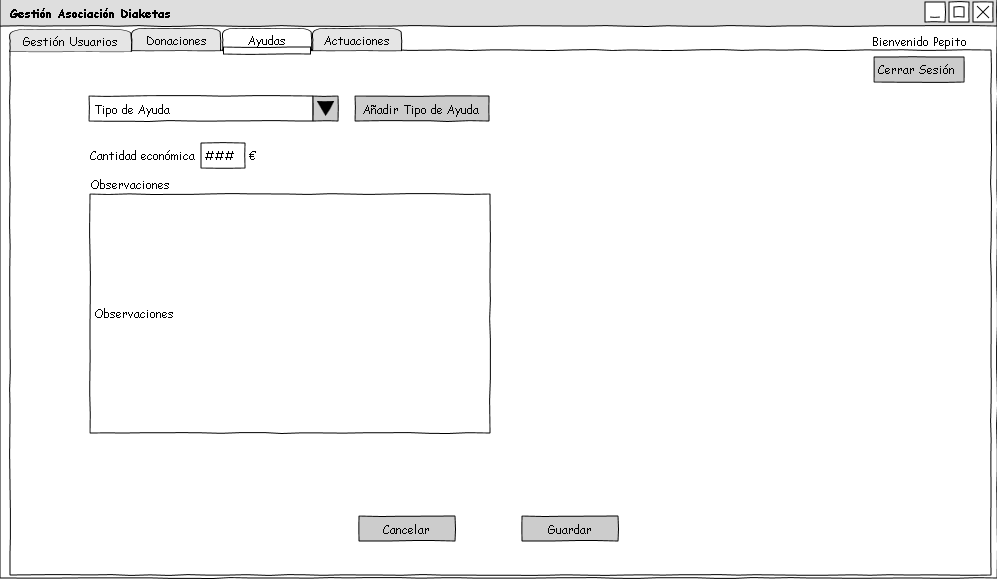 Gestión Asociación Diaketas
Gestión Usuarios
Donaciones
Ayudas
Actuaciones
Bienvenido Pepito
Cerrar Sesión
Tipo de Ayuda
Añadir Tipo de Ayuda
Cantidad económica ### €
Observaciones
Observaciones
Cancelar
Guardar